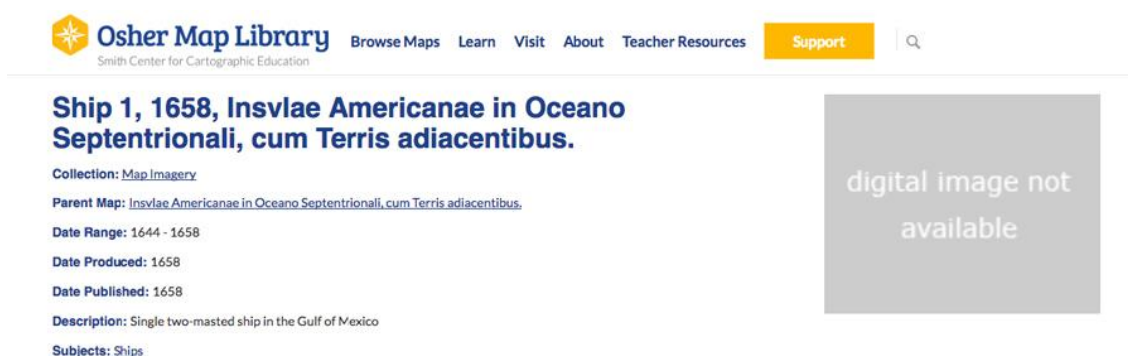 Osher Map Library
Smith Center for Cartographic Education
Browse Maps Learn Visit About Teacher Resources Support
Ship 1, 1658, Insvlae Americanae in Oceano
Septentrionali, cum Terris adiacentibus.
Collection: Map Imagery
Parent Map: Insvlae Americanae in Oceano Septentrionali, cum Terris adiacentibus.
Date Range: 1644 - 1658
Date Produced: 1658
Date Published: 1658
Description: Single two-masted ship in the Gulf of Mexico
Subjects: Ships
digital image not
available